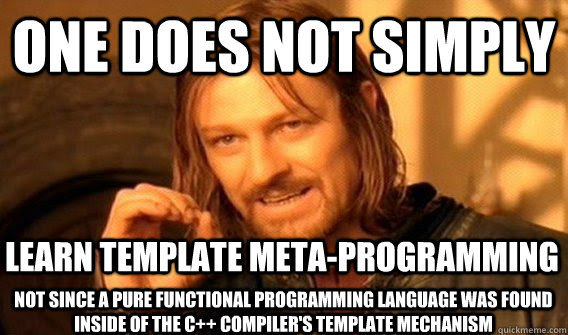 ONE DOES NOT SIMPLY
LEARN TEMPLATE META-PROGRAMMING
NOT SINCE A PURE FUNCTIONAL PROGRAMMING LANGUAGE WAS FOUND
INSIDE OF THE C++ COMPILER'S TEMPLATE MECHANISM
quickmeme.com